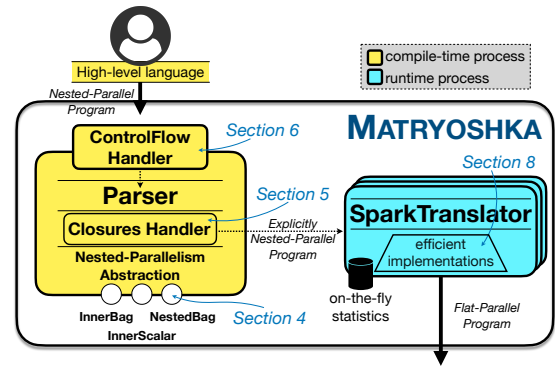 High-level language
compile-time process
runtime process
Nested-Parallel
Program
MATRYOSHKA
ControlFlow
Handler
Section 6
Section 8
Parser
Section 5
Closures Handler
Explicitly
Nested-Parallel
Program
SparkTranslator
efficient
implementations
Nested-Parallelism
Abstraction
on-the-fly
statistics
InnerBag
NestedBag
InnerScalar
Section 4
Flat-Parallel
Program